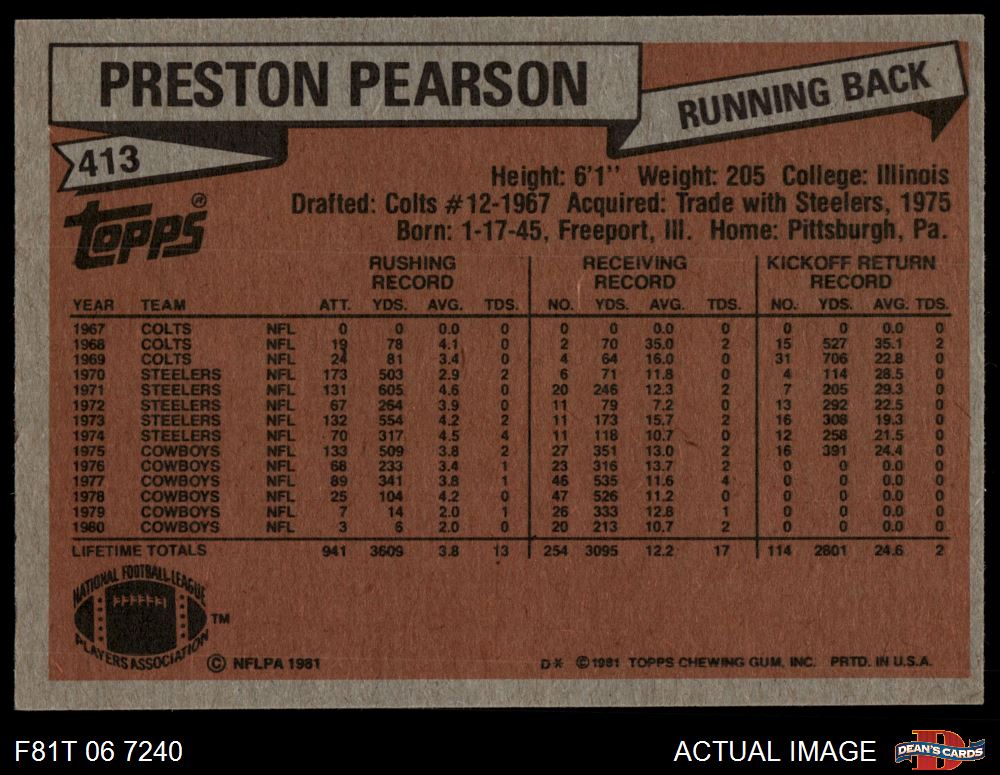 PRESTON PEARSON
RUNNING BACK
413
topps®
Height: 6'1'' Weight: 205 College: Illinois
Drafted: Colts #12-1967 Acquired: Trade with Steelers, 1975
Born: 1-17-45, Freeport, Ill. Home: Pittsburgh, Pa.
RUSHING RECORD RECEIVING RECORD KICKOFF RETURN RECORD
YEAR TEAM ATT. YDS. AVG. TDS. NO. YDS. AVG. TDS. NO. YDS. AVG. TDS.
1967 COLTS NFL 0 0 0.0 0 0 0 0.0 0 0 0 0.0 0
1968 COLTS NFL 19 78 4.1 0 2 70 35.0 2 15 527 35.1 2
1969 COLTS NFL 24 81 3.4 0 4 64 16.0 0 31 706 22.8 0
1970 STEELERS NFL 173 503 2.9 2 6 71 11.8 0 4 114 28.5 0
1971 STEELERS NFL 131 605 4.6 0 20 246 12.3 2 7 205 29.3 0
1972 STEELERS NFL 67 264 3.9 0 11 79 7.2 0 13 292 22.5 0
1973 STEELERS NFL 132 554 4.2 2 11 173 15.7 2 16 308 19.3 0
1974 STEELERS NFL 70 317 4.5 4 11 118 10.7 0 12 258 21.5 0
1975 COWBOYS NFL 133 509 3.8 2 27 351 13.0 2 16 391 24.4 0
1976 COWBOYS NFL 68 233 3.4 1 23 316 13.7 2 0 0 0.0 0
1977 COWBOYS NFL 89 341 3.8 1 46 535 11.6 4 0 0 0.0 0
1978 COWBOYS NFL 25 104 4.2 0 47 526 11.2 0 0 0 0.0 0
1979 COWBOYS NFL 7 14 2.0 1 26 333 12.8 1 0 0 0.0 0
1980 COWBOYS NFL 3 6 2.0 0 20 213 10.7 2 0 0 0.0 0
LIFETIME TOTALS 941 3609 3.8 13 254 3095 12.2 17 114 2801 24.6 2
NATIONAL FOOTBALL LEAGUE
PLAYERS ASSOCIATION
TM
© NFLPA 1981
D* ©1981 TOPPS CHEWING GUM, INC. PRTD. IN U.S.A.
F81T 06 7240
ACTUAL IMAGE
D
DEAN'S CARDS